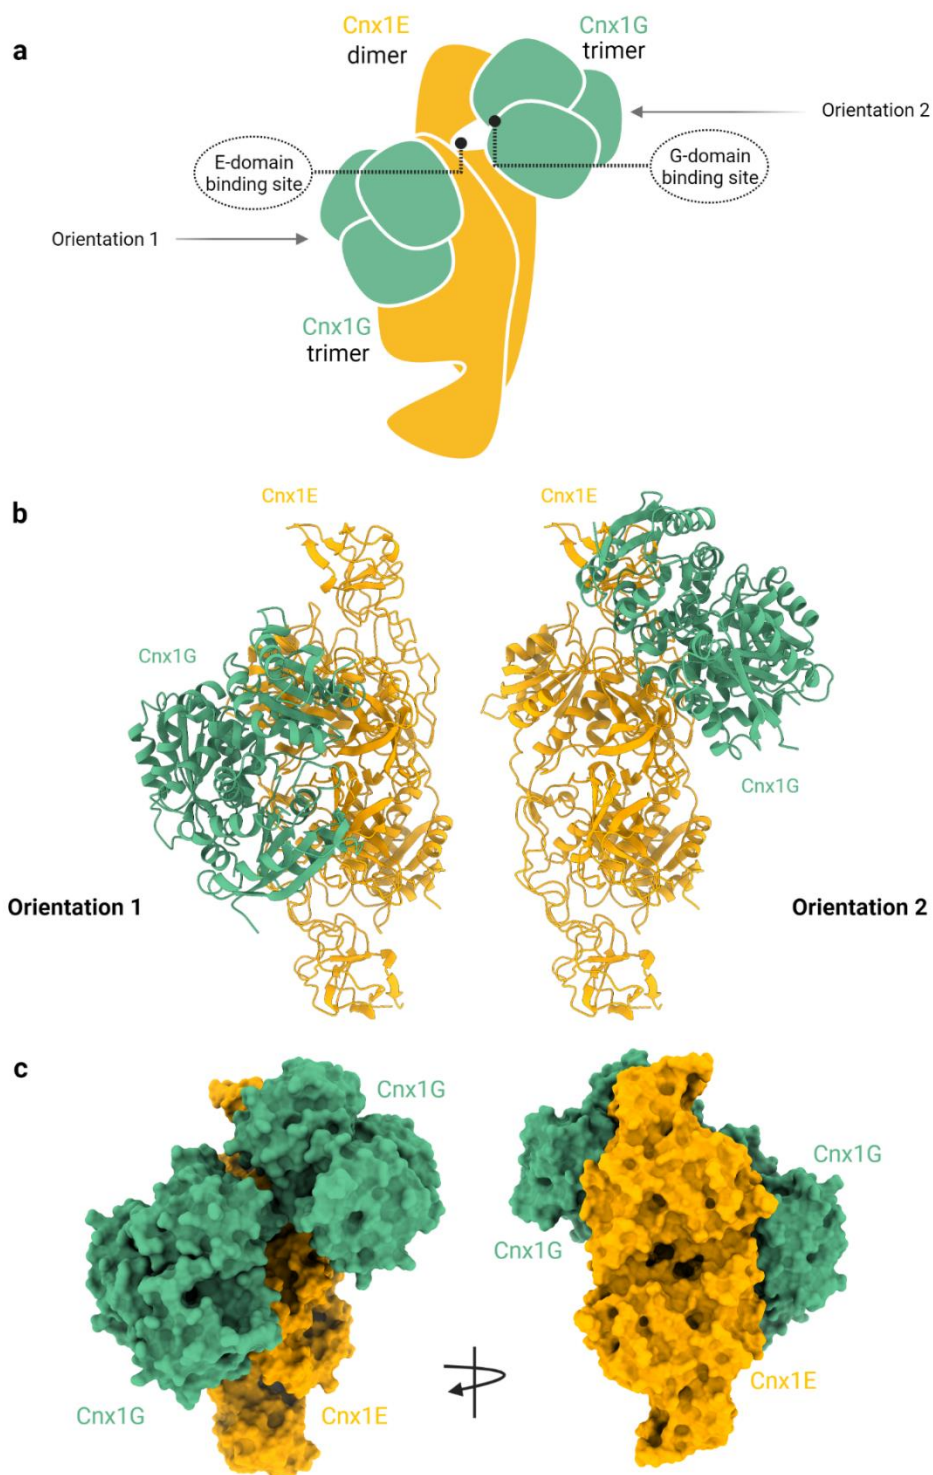 a
Cnx1E
dimer
Cnx1G
trimer
Orientation 2
E-domain
binding site
G-domain
binding site
Orientation 1
Cnx1G
trimer
b
Cnx1E
Cnx1E
Cnx1G
Cnx1G
Orientation 1
Orientation 2
c
Cnx1G
Cnx1G
Cnx1G
Cnx1E
Cnx1G
Cnx1E